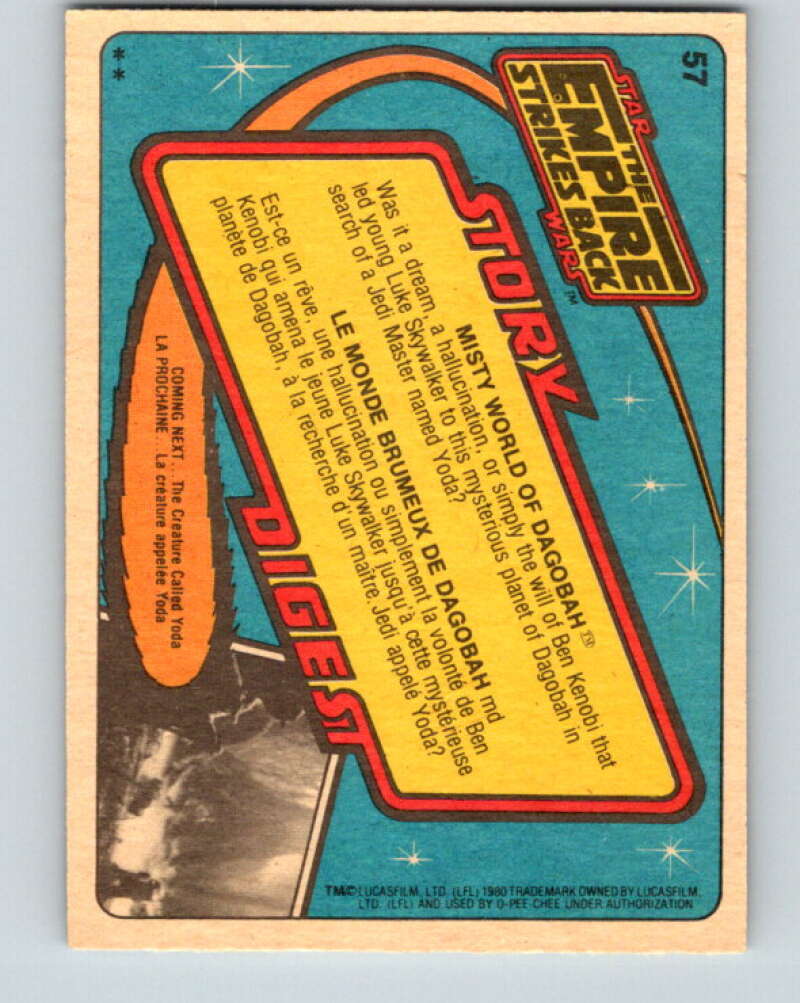 57
STAR
THE
EMPIRE
STRIKES BACK
WARS™
STORY
MISTY WORLD OF DAGOBAH™
Was it a dream, a hallucination, or simply the will of Ben Kenobi that
led young Luke Skywalker to this mysterious planet of Dagobah in
search of a Jedi Master named Yoda?
LE MONDE BRUMEUX DE DAGOBAH md
Est-ce un rêve, une hallucination ou simplement la volonté de Ben
Kenobi qui amena le jeune Luke Skywalker jusqu'à cette mystérieuse
planète de Dagobah, à la recherche d'un maître Jedi appelé Yoda?
DIGEST
COMING NEXT... The Creature Called Yoda
LA PROCHAINE... La créature appelée Yoda
**
TM&© LUCASFILM, LTD. (LFL) 1980 TRADEMARK OWNED BY LUCASFILM,
LTD. (LFL) AND USED BY O-PEE-CHEE UNDER AUTHORIZATION